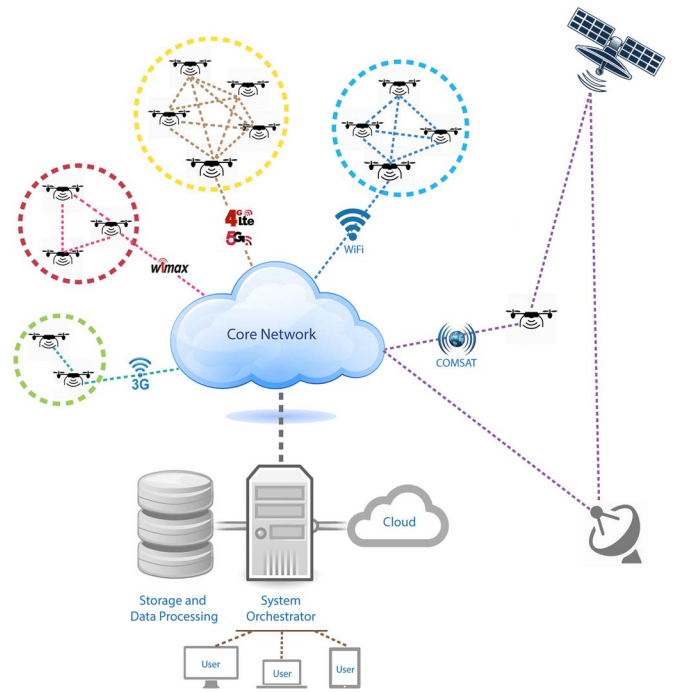 4G Lte
5G
WiFi
wimax
Core Network
COMSAT
3G
Cloud
Storage and
Data Processing
System
Orchestrator
User
User
User